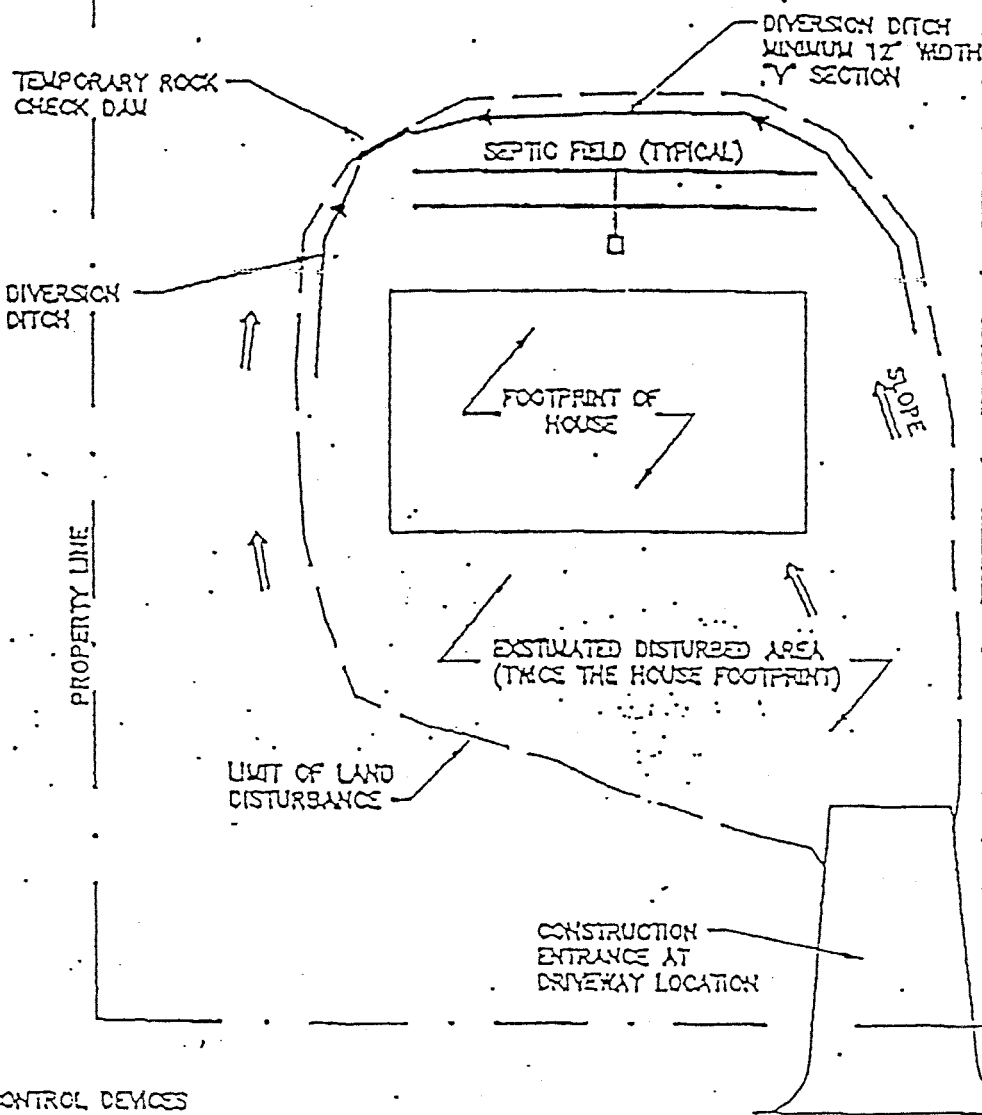 DIVERSION DITCH
MINIMUM 12" WIDTH
"V" SECTION
TEMPORARY ROCK
CHECK DAM
SEPTIC FIELD (TYPICAL)
DIVERSION
DITCH
SLOPE
FOOTPRINT OF
HOUSE
PROPERTY LINE
EXSTIMATED DISTURBED AREA
(TWICE THE HOUSE FOOTPRINT)
LIMIT OF LAND
DISTURBANCE
CONSTRUCTION
ENTRANCE AT
DRIVEWAY LOCATION
ONTROL DEVICES